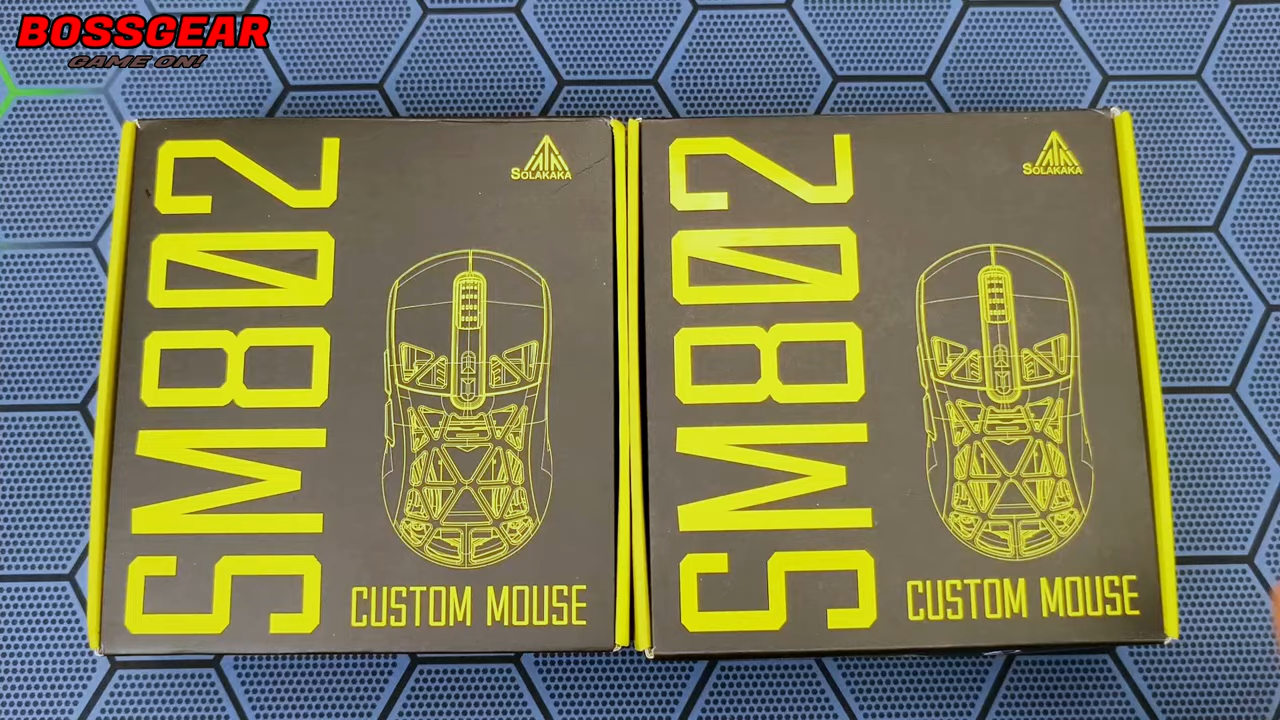 BOSSGEAR
GAME ON!
SM802
SOLAKAKA
CUSTOM MOUSE
SM802
SOLAKAKA
CUSTOM MOUSE